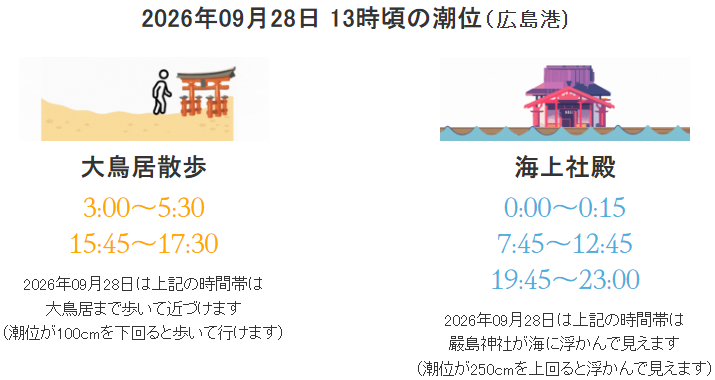 2026年09月28日 13時頃の潮位（広島港）
大鳥居散歩
3:00～5:30
15:45～17:30
2026年09月28日は上記の時間帯は
大鳥居まで歩いて近づけます
（潮位が100cmを下回ると歩いて行けます）
海上社殿
0:00～0:15
7:45～12:45
19:45～23:00
2026年09月28日は上記の時間帯は
嚴島神社が海に浮かんで見えます
（潮位が250cmを上回ると浮かんで見えます）